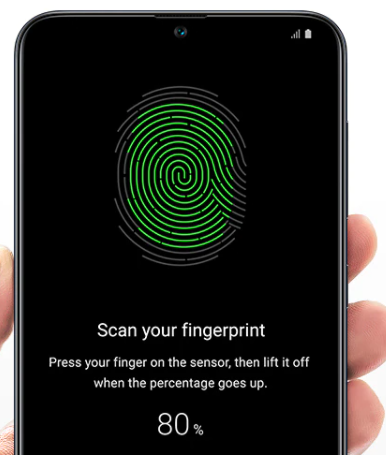 Scan your fingerprint
Press your finger on the sensor, then lift it off
when the percentage goes up.
80 %